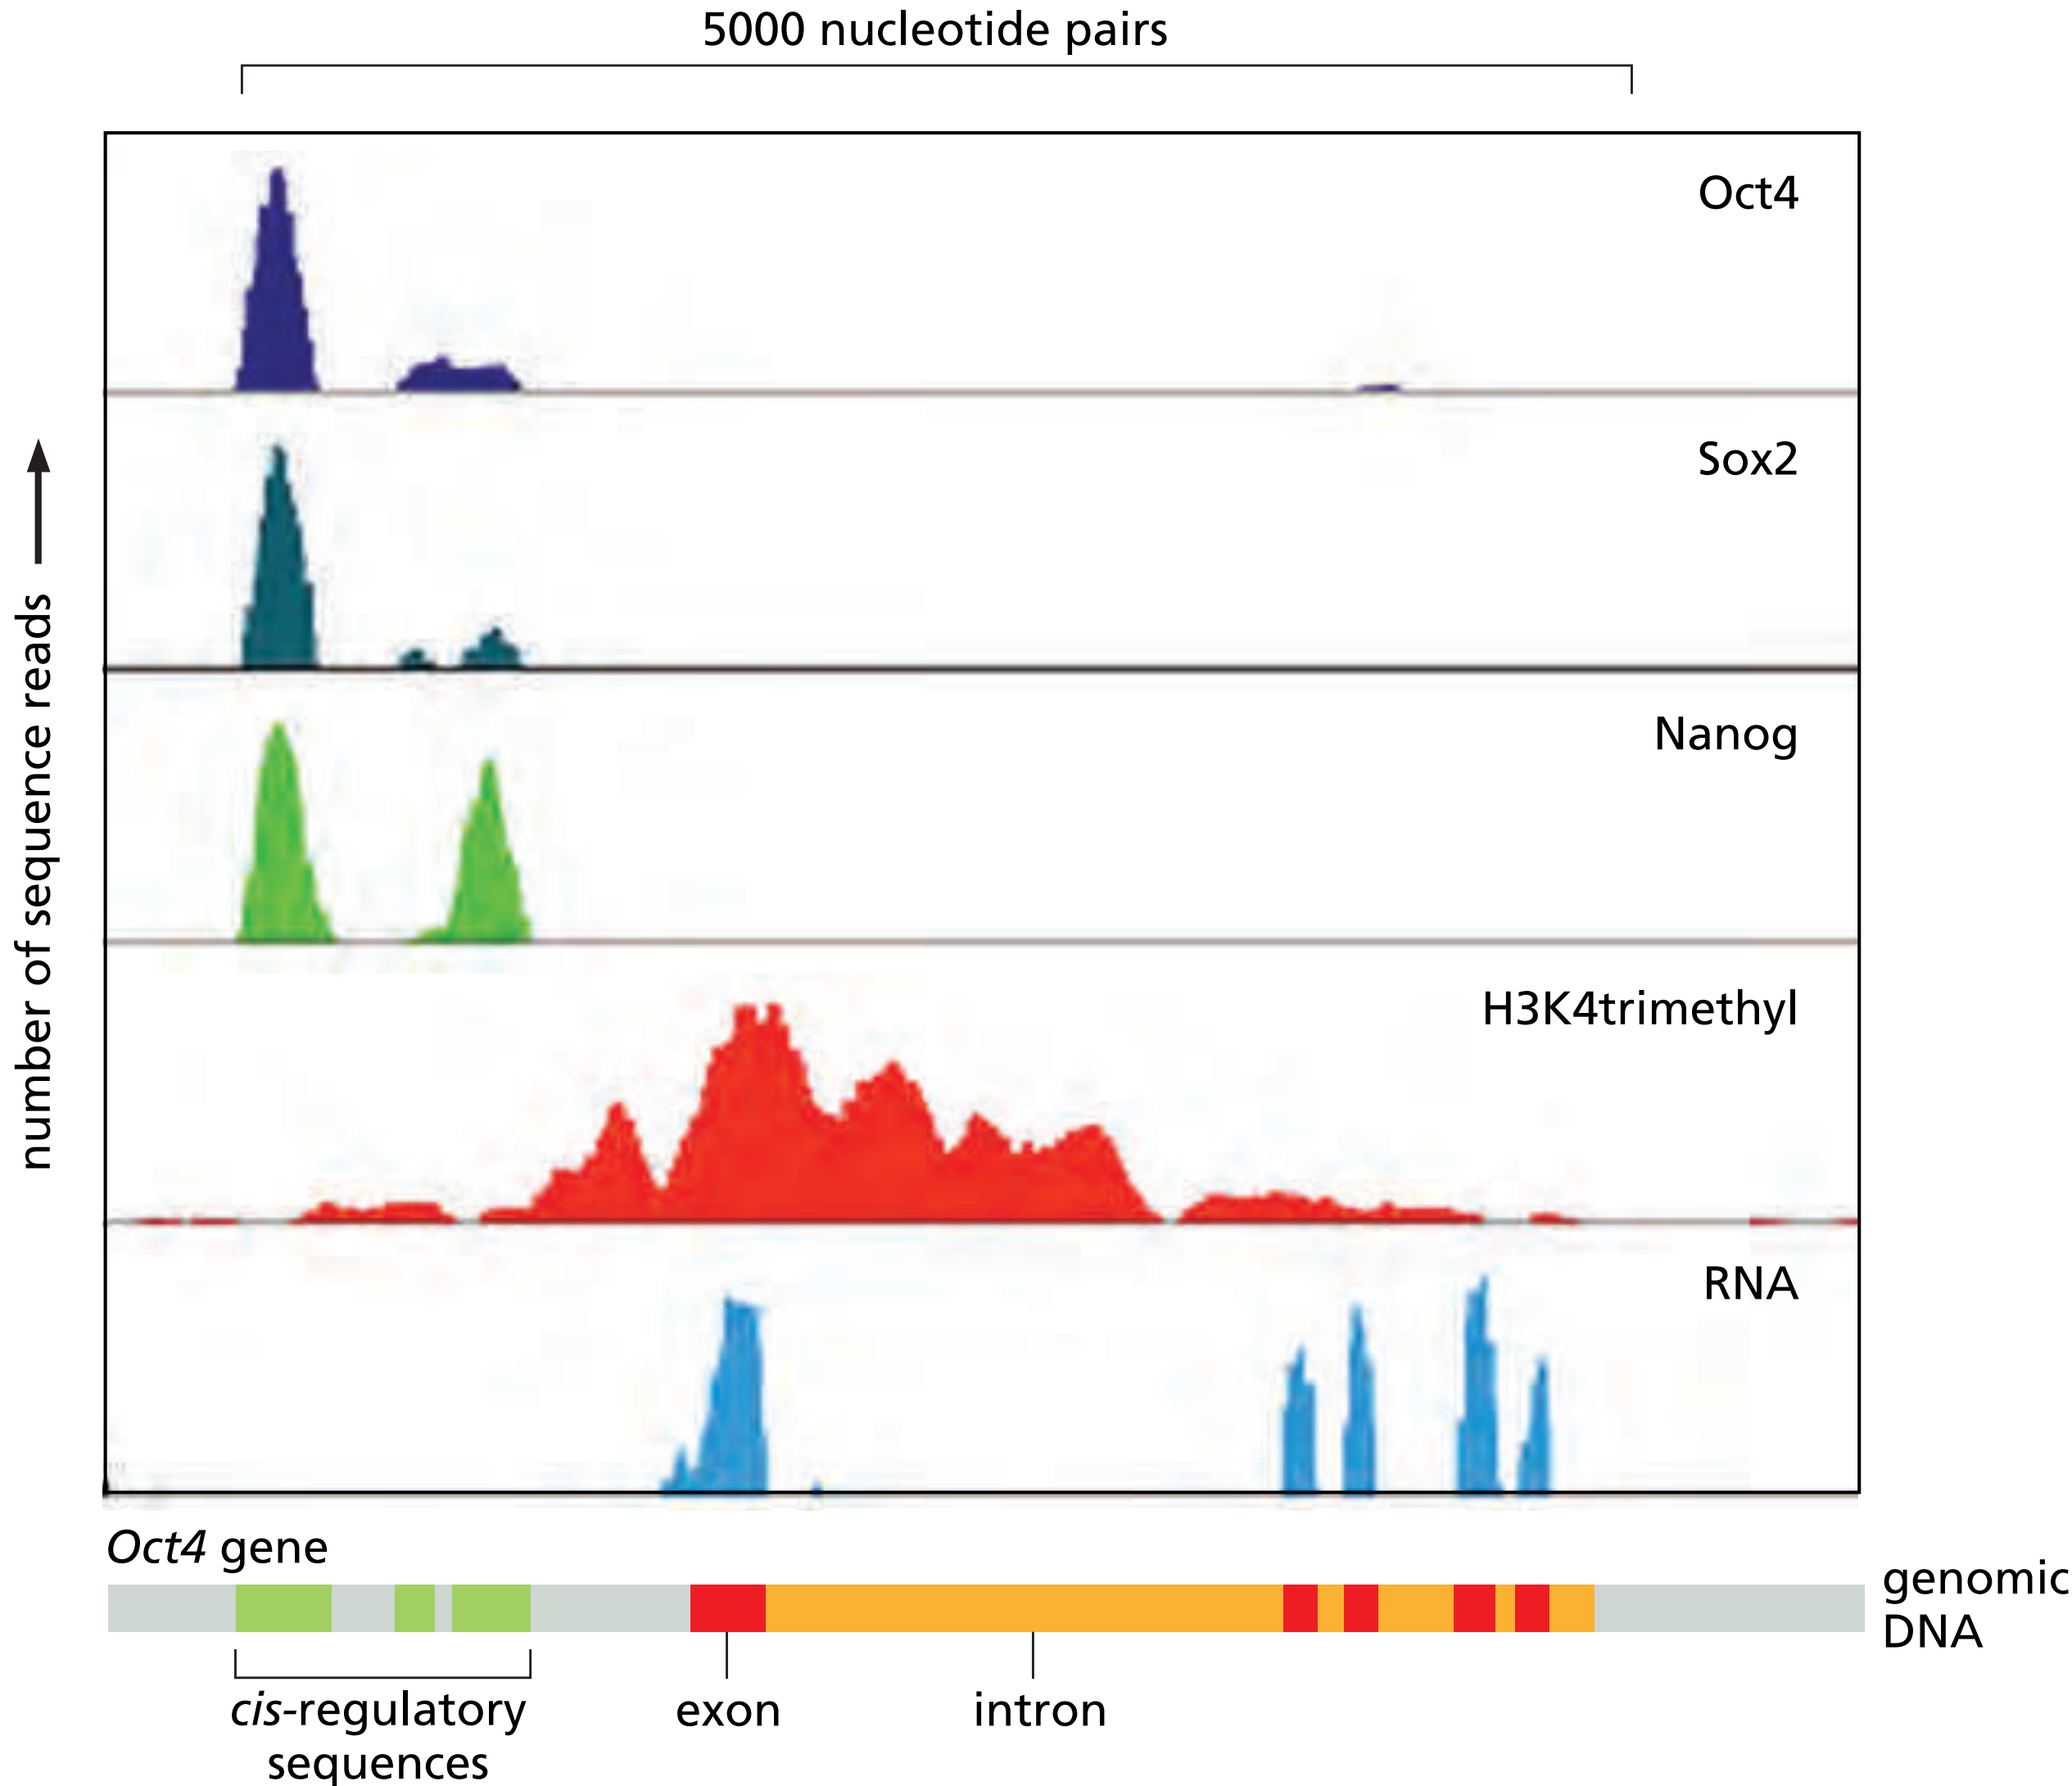 5000 nucleotide pairs
Oct4
Sox2
Nanog
H3K4trimethyl
RNA
number of sequence reads
Oct4 gene
genomic
DNA
cis-regulatory
sequences
exon
intron